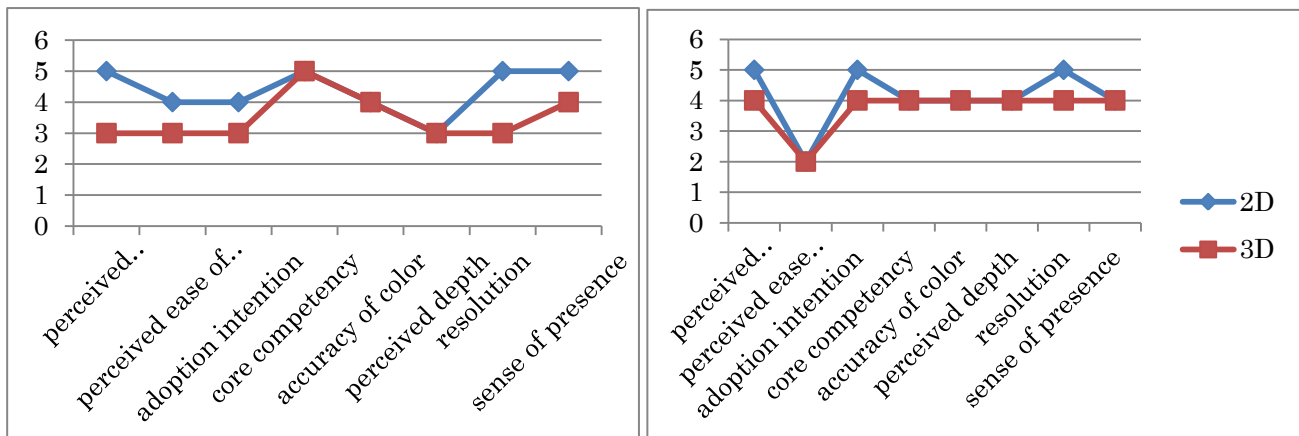 6
5
4
3
2
1
0
perceived..
perceived ease of..
adoption intention
core competency
accuracy of color
perceived depth
resolution
sense of presence
6
5
4
3
2
1
0
perceived..
perceived ease..
adoption intention
core competency
accuracy of color
perceived depth
resolution
sense of presence
2D
3D